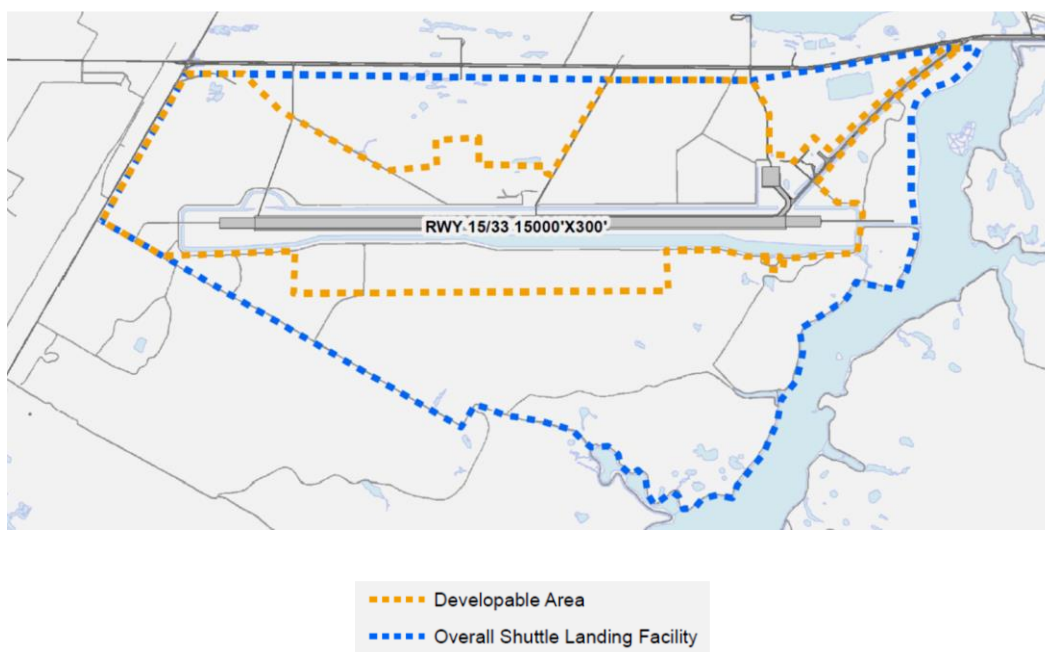 RWY 15/33 15000'X300'
Developable Area
Overall Shuttle Landing Facility